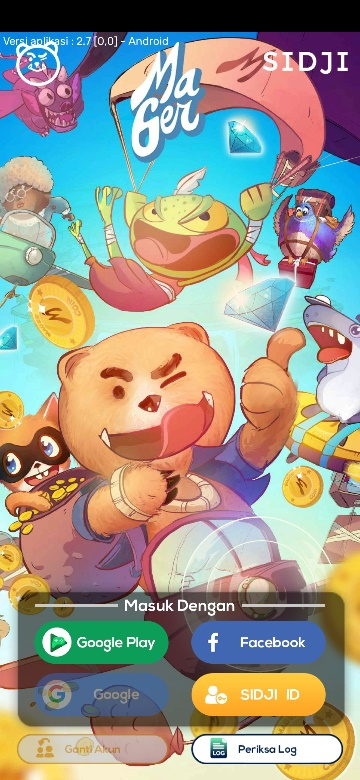 Versi aplikasi : 2.7 [0,0] - Android
Ma
Ger
SIDJI
Masuk Dengan
Google Play
Facebook
Google
SIDJI ID
Ganti Akun
LOG
Periksa Log